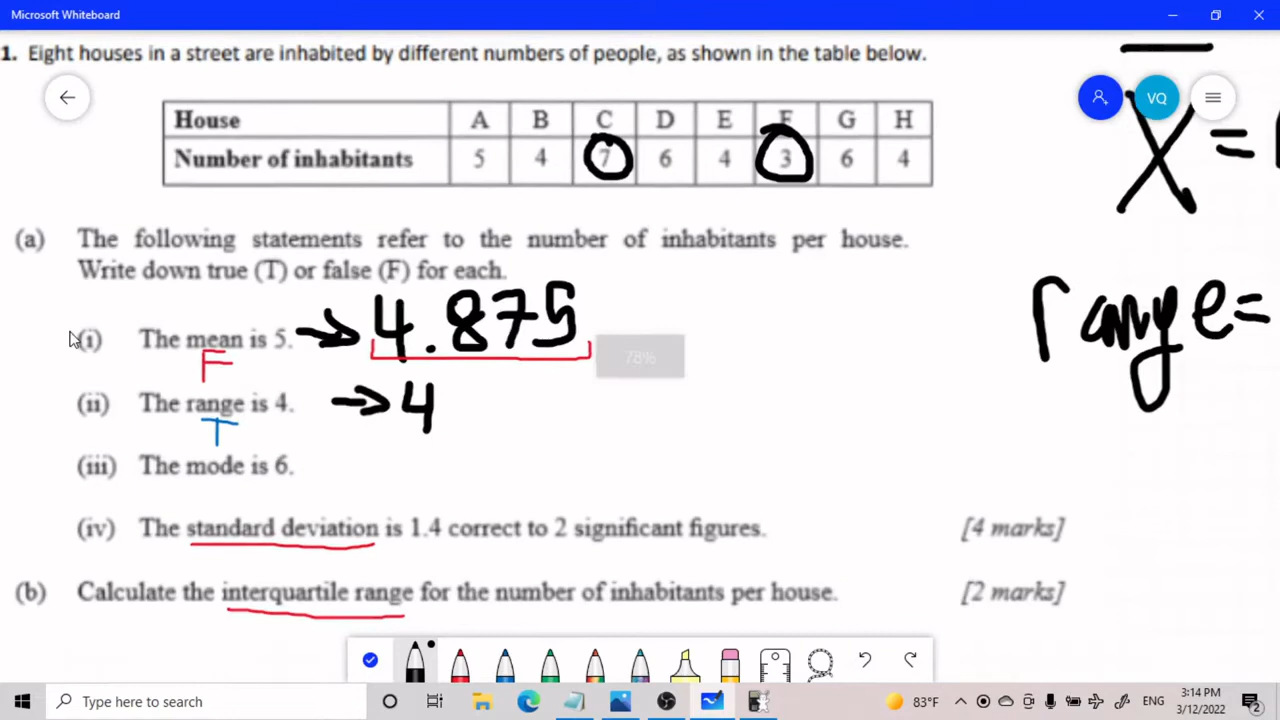 Microsoft Whiteboard
1. Eight houses in a street are inhabited by different numbers of people, as shown in the table below.
House A B C D E F G H
Number of inhabitants 5 4 7 6 4 3 6 4
VQ
X =
range =
(a) The following statements refer to the number of inhabitants per house.
Write down true (T) or false (F) for each.
(i) The mean is 5. → 4.875
F
78%
(ii) The range is 4. → 4
T
(iii) The mode is 6.
(iv) The standard deviation is 1.4 correct to 2 significant figures. [4 marks]
(b) Calculate the interquartile range for the number of inhabitants per house. [2 marks]
Type here to search
83°F
ENG
3:14 PM
3/12/2022
2